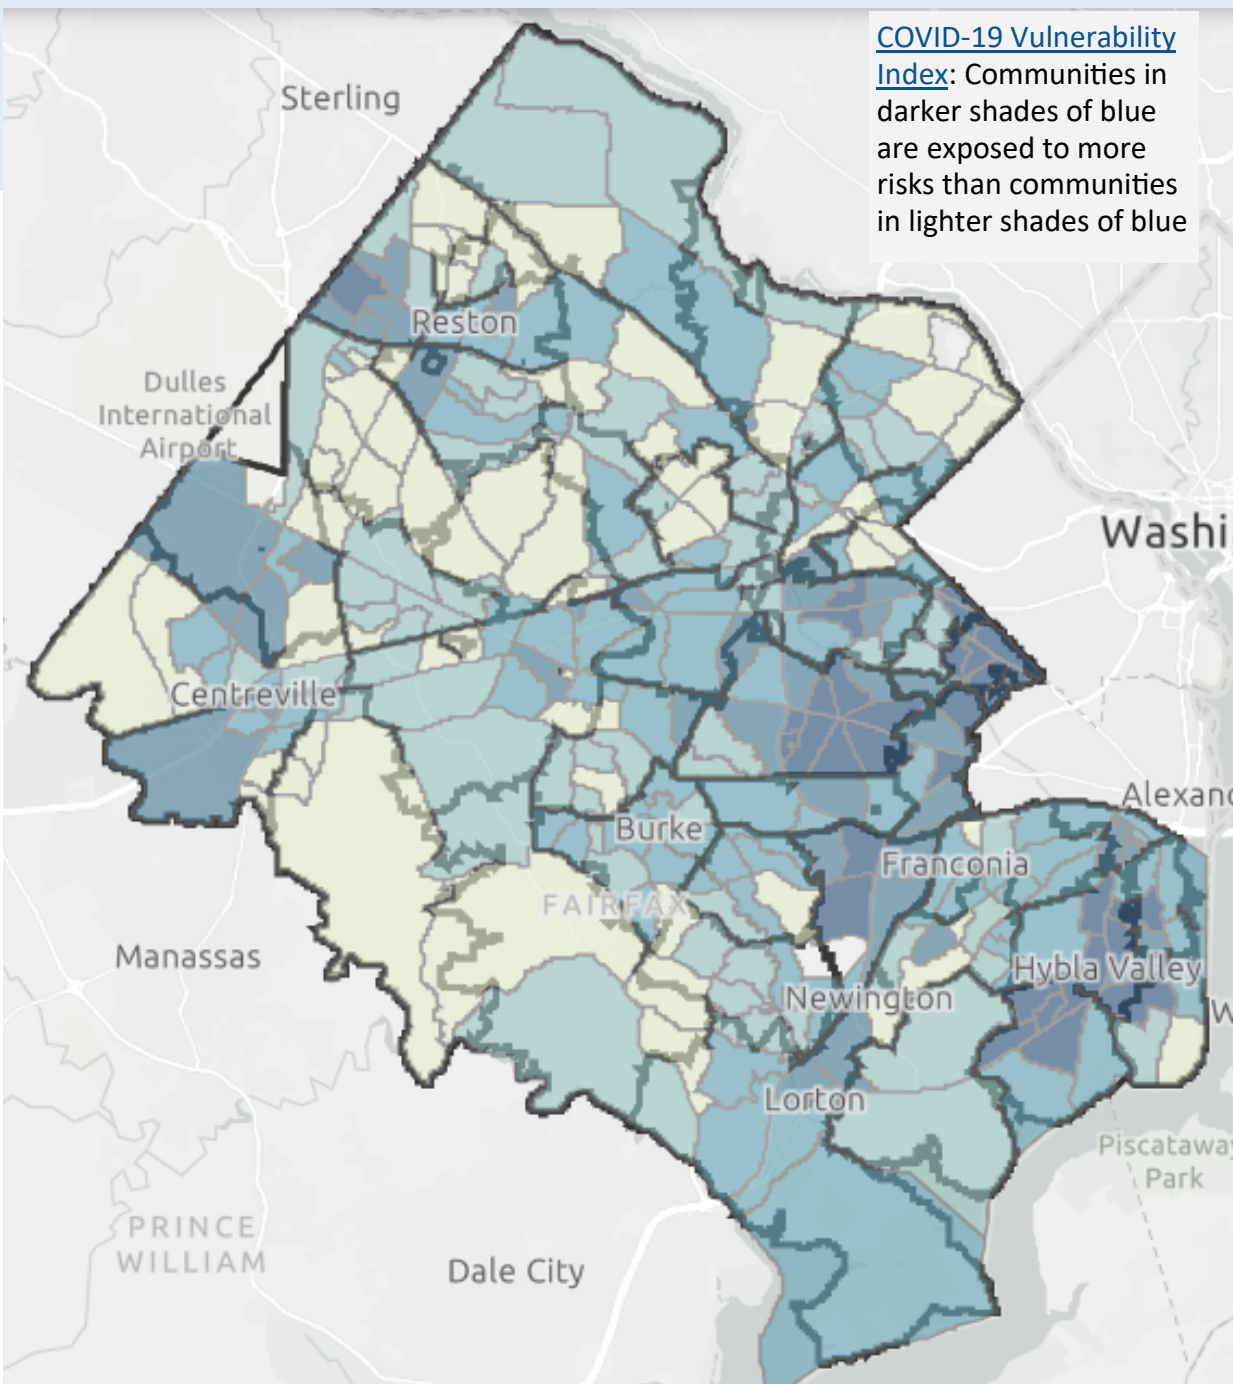 COVID-19 Vulnerability
Index: Communities in
darker shades of blue
are exposed to more
risks than communities
in lighter shades of blue
Sterling
Reston
Dulles
International
Airport
Washi
Centreville
Alexand
Burke
Franconia
FAIRFAX
Manassas
Hybla Valley
Newington
W
Lorton
Piscataway
Park
PRINCE
WILLIAM
Dale City